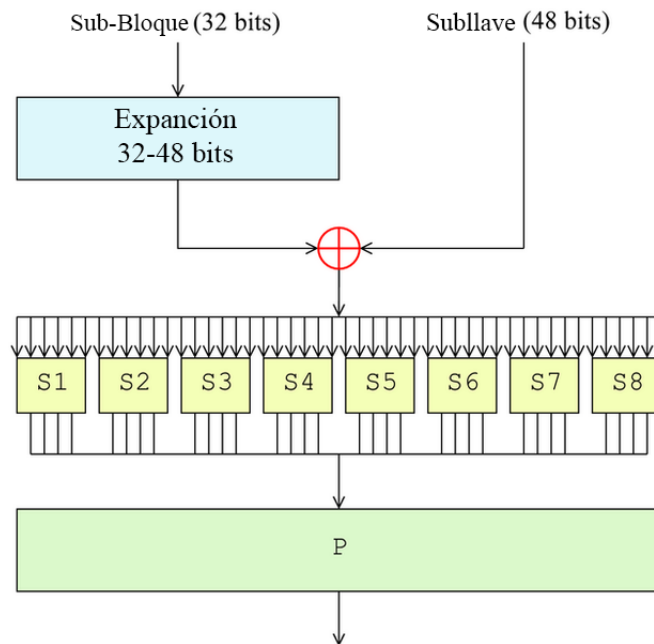 Sub-Bloque (32 bits) Subllave (48 bits)
Expanción
32-48 bits
S1 S2 S3 S4 S5 S6 S7 S8
P